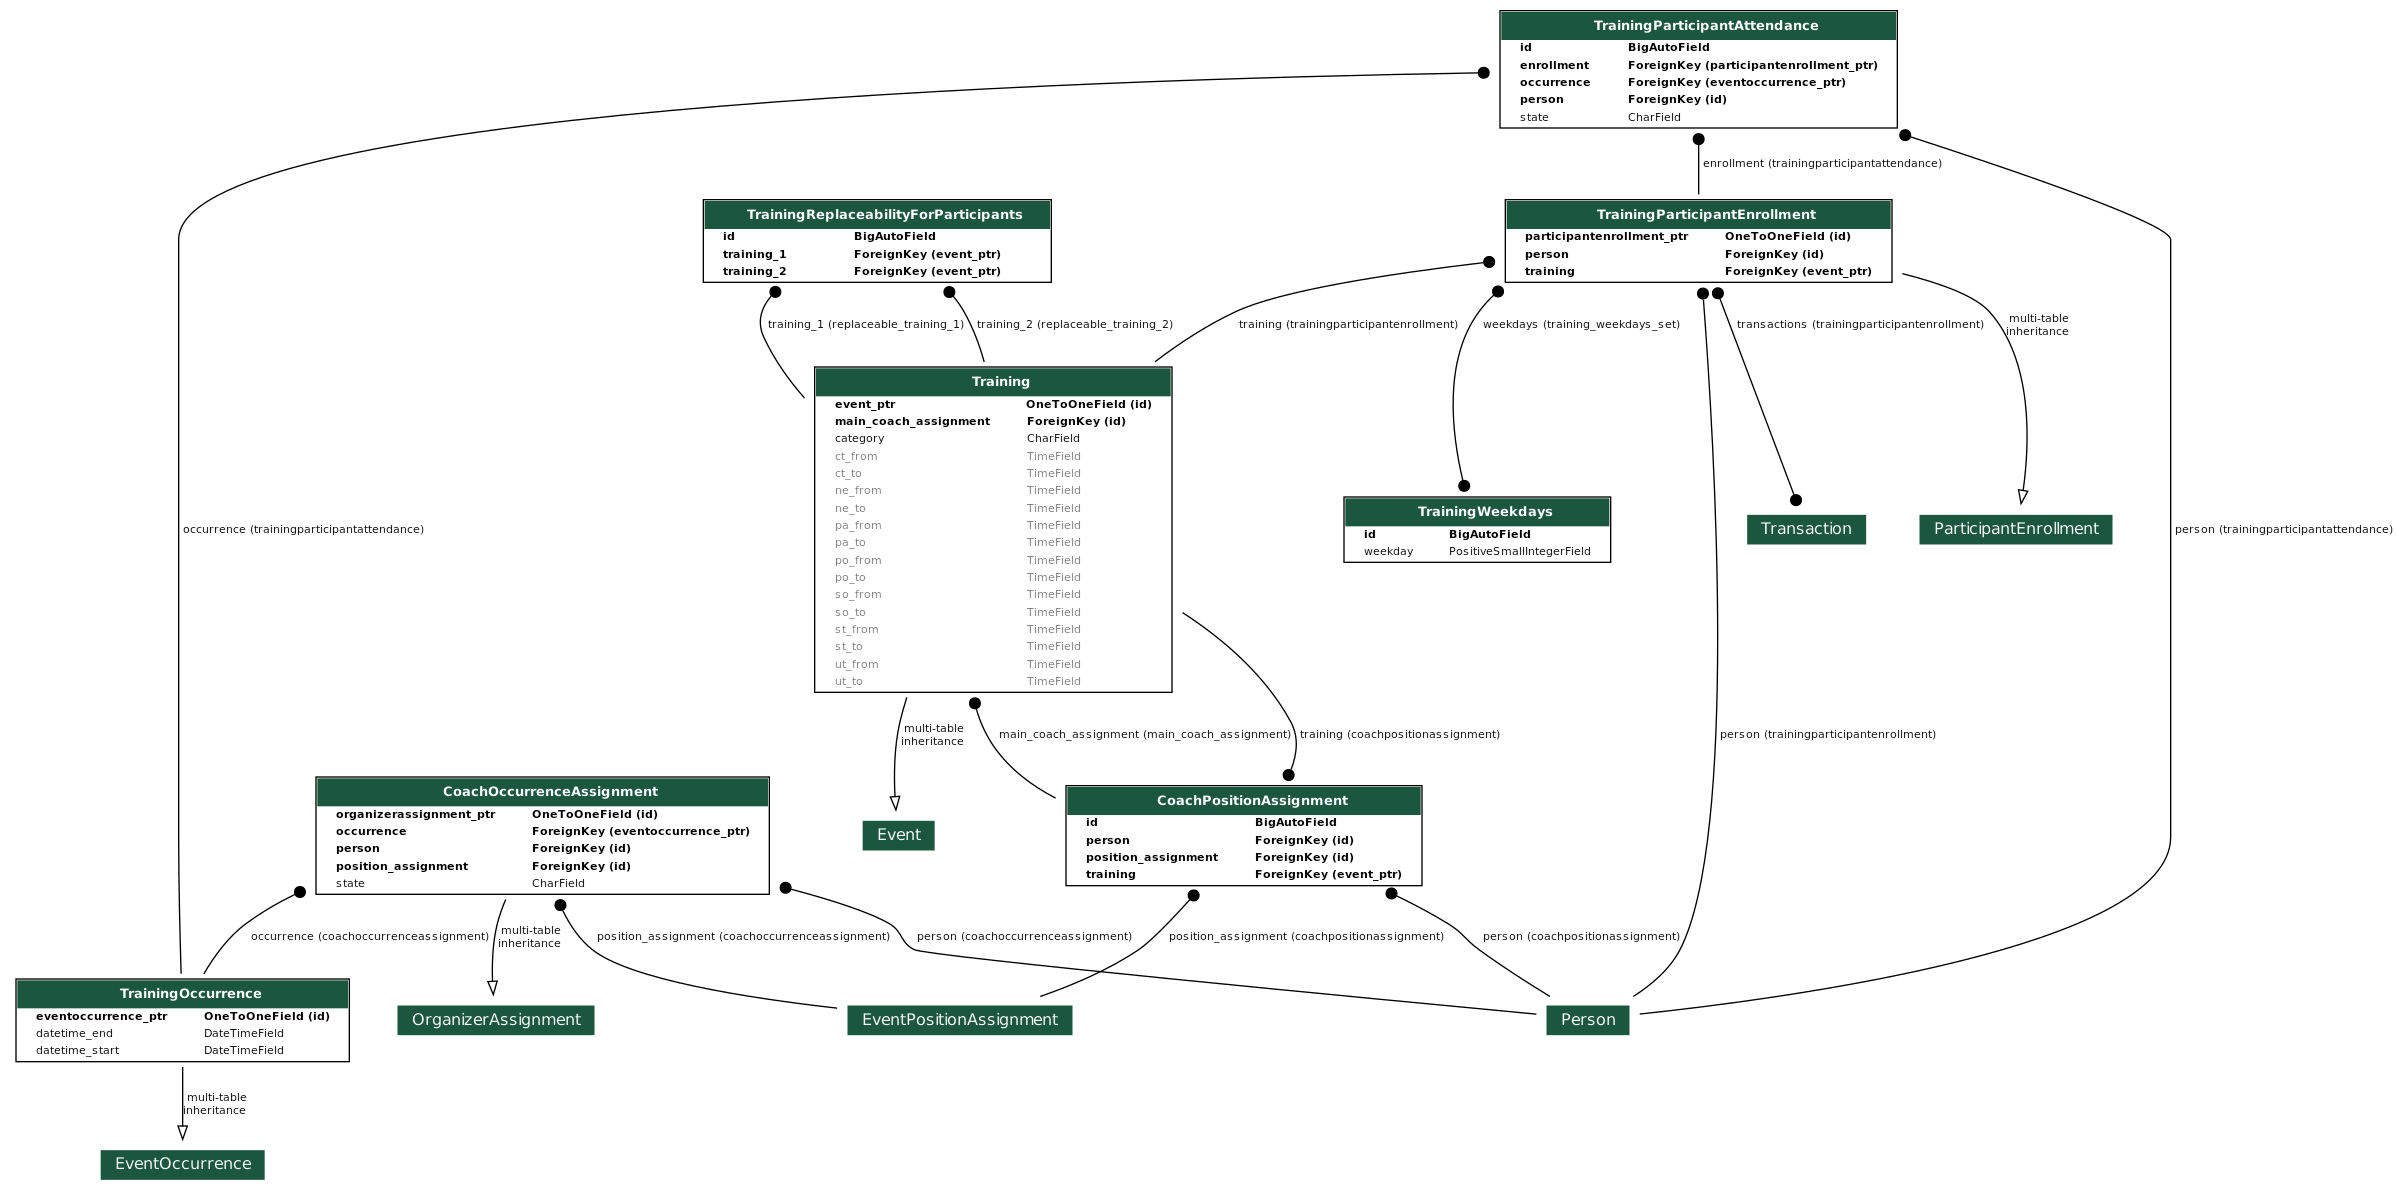 TrainingParticipantAttendance
id BigAutoField
enrollment ForeignKey (participantenrollment_ptr)
occurrence ForeignKey (eventoccurrence_ptr)
person ForeignKey (id)
state CharField
enrollment (trainingparticipantattendance)
TrainingReplaceabilityForParticipants
id BigAutoField
training_1 ForeignKey (event_ptr)
training_2 ForeignKey (event_ptr)
TrainingParticipantEnrollment
participantenrollment_ptr OneToOneField (id)
person ForeignKey (id)
training ForeignKey (event_ptr)
training_1 (replaceable_training_1)
training_2 (replaceable_training_2)
training (trainingparticipantenrollment)
weekdays (training_weekdays_set)
transactions (trainingparticipantenrollment)
multi-table
inheritance
Training
event_ptr OneToOneField (id)
main_coach_assignment ForeignKey (id)
category CharField
ct_from TimeField
ct_to TimeField
ne_from TimeField
ne_to TimeField
pa_from TimeField
pa_to TimeField
po_from TimeField
po_to TimeField
so_from TimeField
so_to TimeField
st_from TimeField
st_to TimeField
ut_from TimeField
ut_to TimeField
TrainingWeekdays
id BigAutoField
weekday PositiveSmallIntegerField
Transaction
ParticipantEnrollment
occurrence (trainingparticipantattendance)
person (trainingparticipantattendance)
multi-table
inheritance
main_coach_assignment (main_coach_assignment)
training (coachpositionassignment)
person (trainingparticipantenrollment)
CoachOccurrenceAssignment
organizerassignment_ptr OneToOneField (id)
occurrence ForeignKey (eventoccurrence_ptr)
person ForeignKey (id)
position_assignment ForeignKey (id)
state CharField
Event
CoachPositionAssignment
id BigAutoField
person ForeignKey (id)
position_assignment ForeignKey (id)
training ForeignKey (event_ptr)
occurrence (coachoccurrenceassignment)
multi-table
inheritance
position_assignment (coachoccurrenceassignment)
person (coachoccurrenceassignment)
position_assignment (coachpositionassignment)
person (coachpositionassignment)
TrainingOccurrence
eventoccurrence_ptr OneToOneField (id)
datetime_end DateTimeField
datetime_start DateTimeField
OrganizerAssignment
EventPositionAssignment
Person
multi-table
inheritance
EventOccurrence